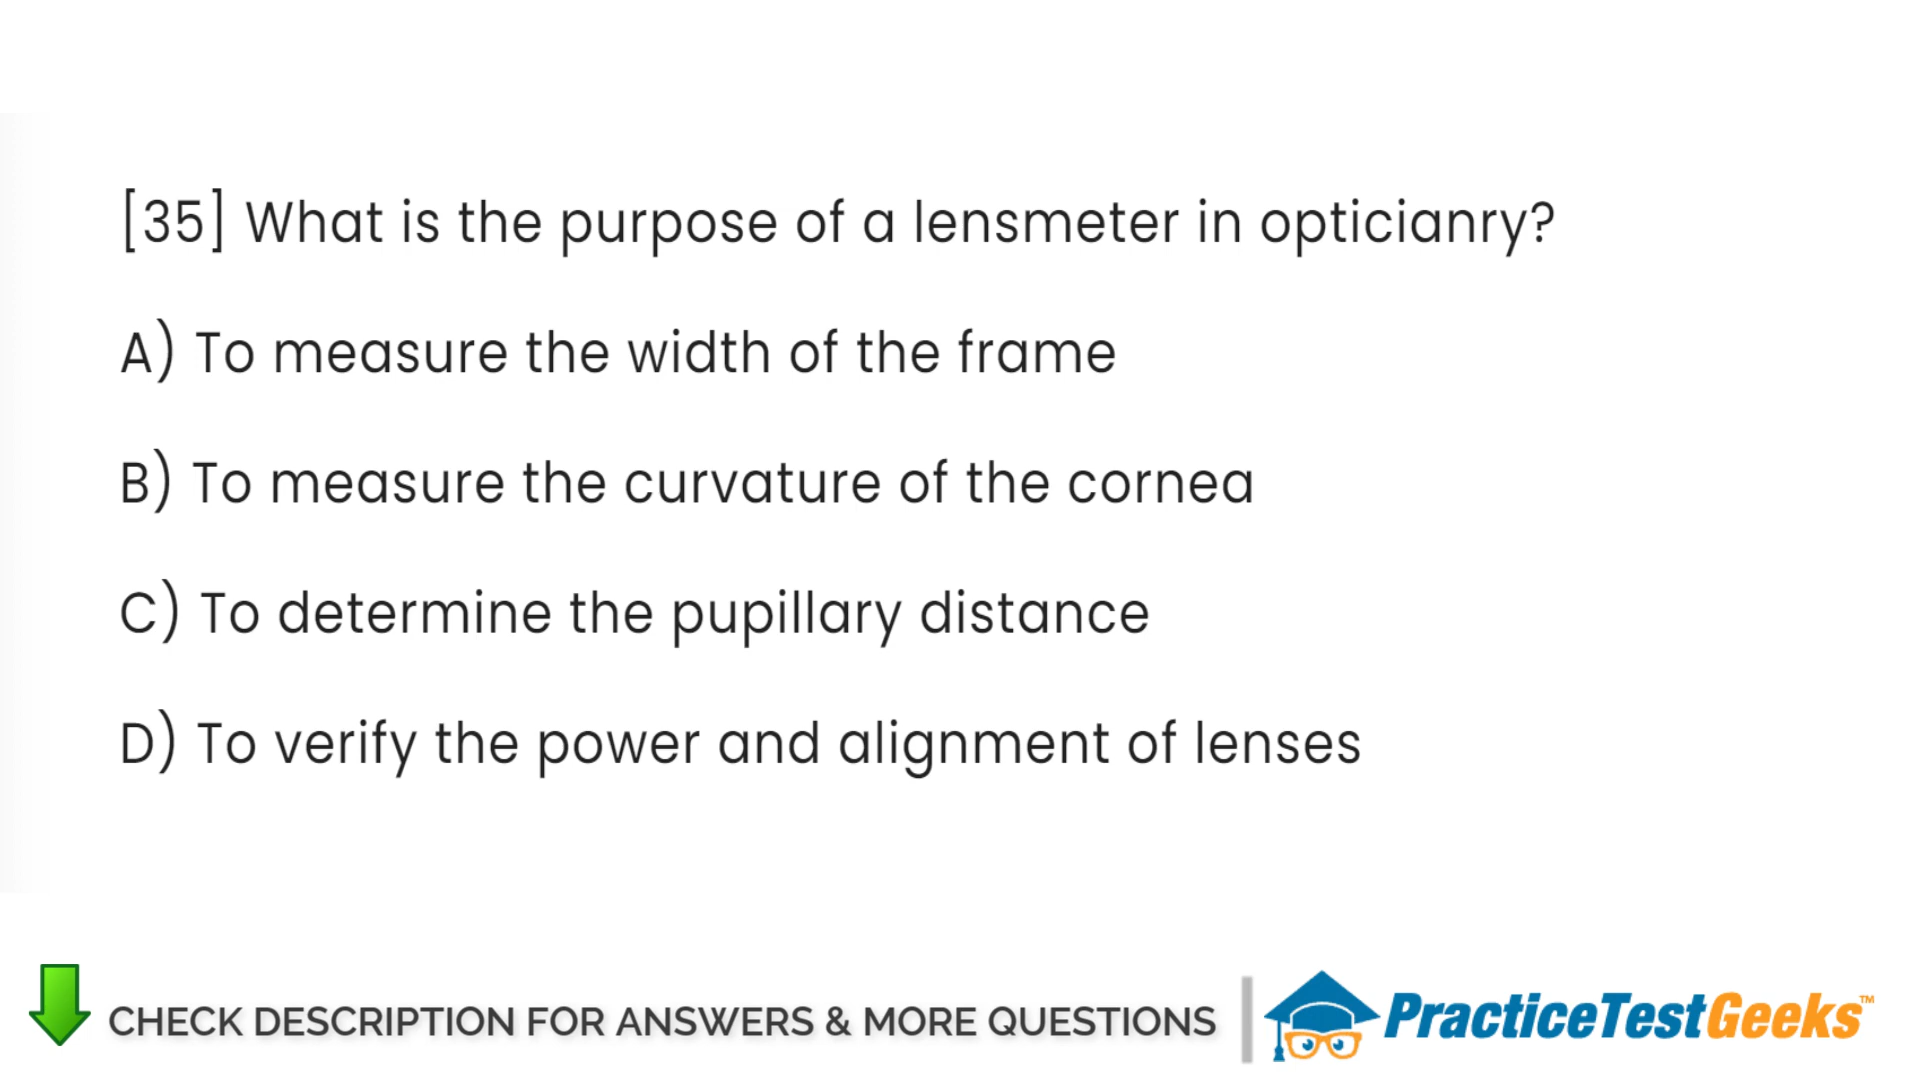 [35] What is the purpose of a lensmeter in opticianry?
A) To measure the width of the frame
B) To measure the curvature of the cornea
C) To determine the pupillary distance
D) To verify the power and alignment of lenses
CHECK DESCRIPTION FOR ANSWERS & MORE QUESTIONS
PracticeTestGeeks™